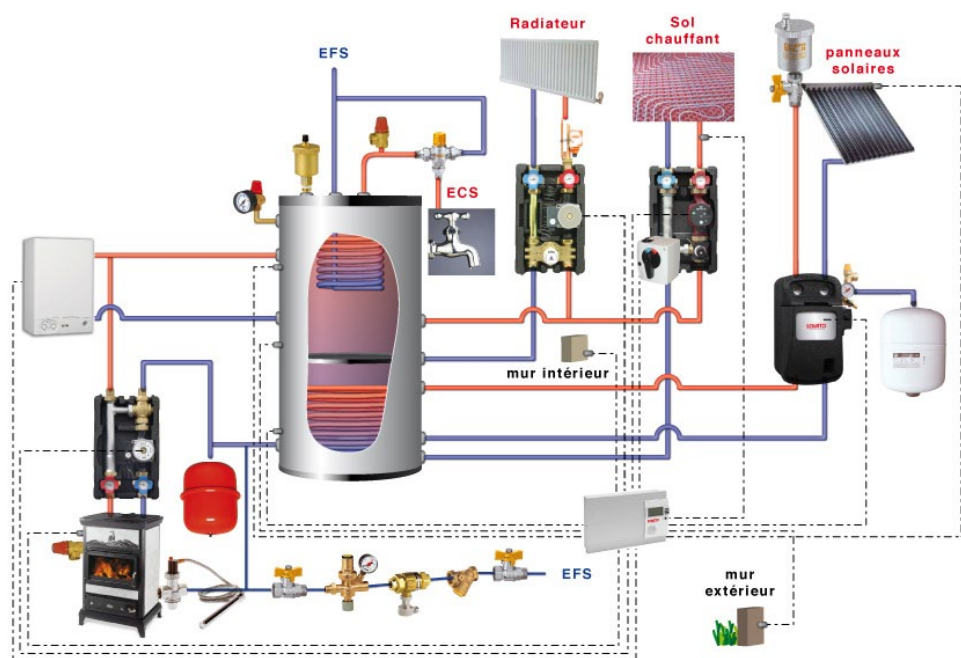 Radiateur
Sol
chauffant
panneaux
solaires
EFS
ECS
mur intérieur
EFS
mur
extérieur